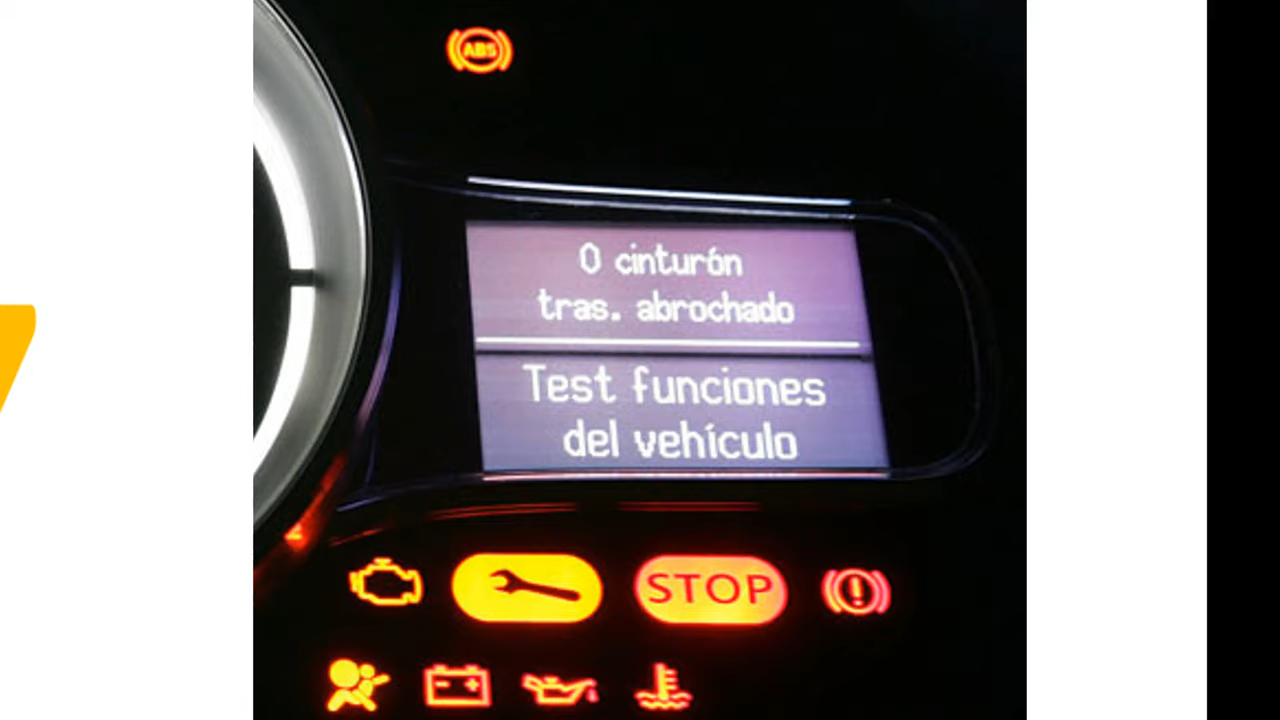 ABS
0 cinturón
tras. abrochado
Test funciones
del vehículo
STOP